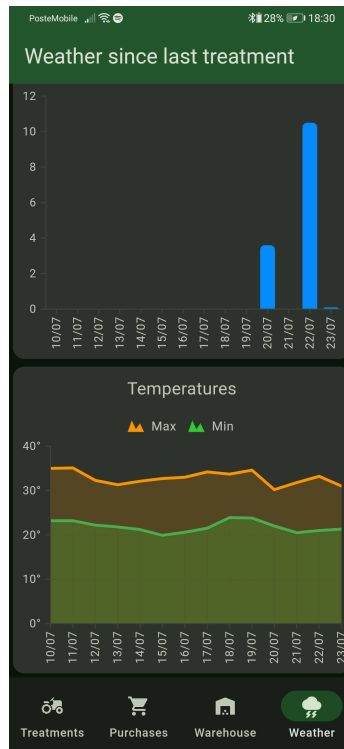 PosteMobile 28% 18:30
Weather since last treatment
12
10
8
6
4
2
0
10/07 11/07 12/07 13/07 14/07 15/07 16/07 17/07 18/07 19/07 20/07 21/07 22/07 23/07
Temperatures
Max Min
40°
30°
20°
10°
0°
10/07 11/07 12/07 13/07 14/07 15/07 16/07 17/07 18/07 19/07 20/07 21/07 22/07 23/07
Treatments Purchases Warehouse Weather